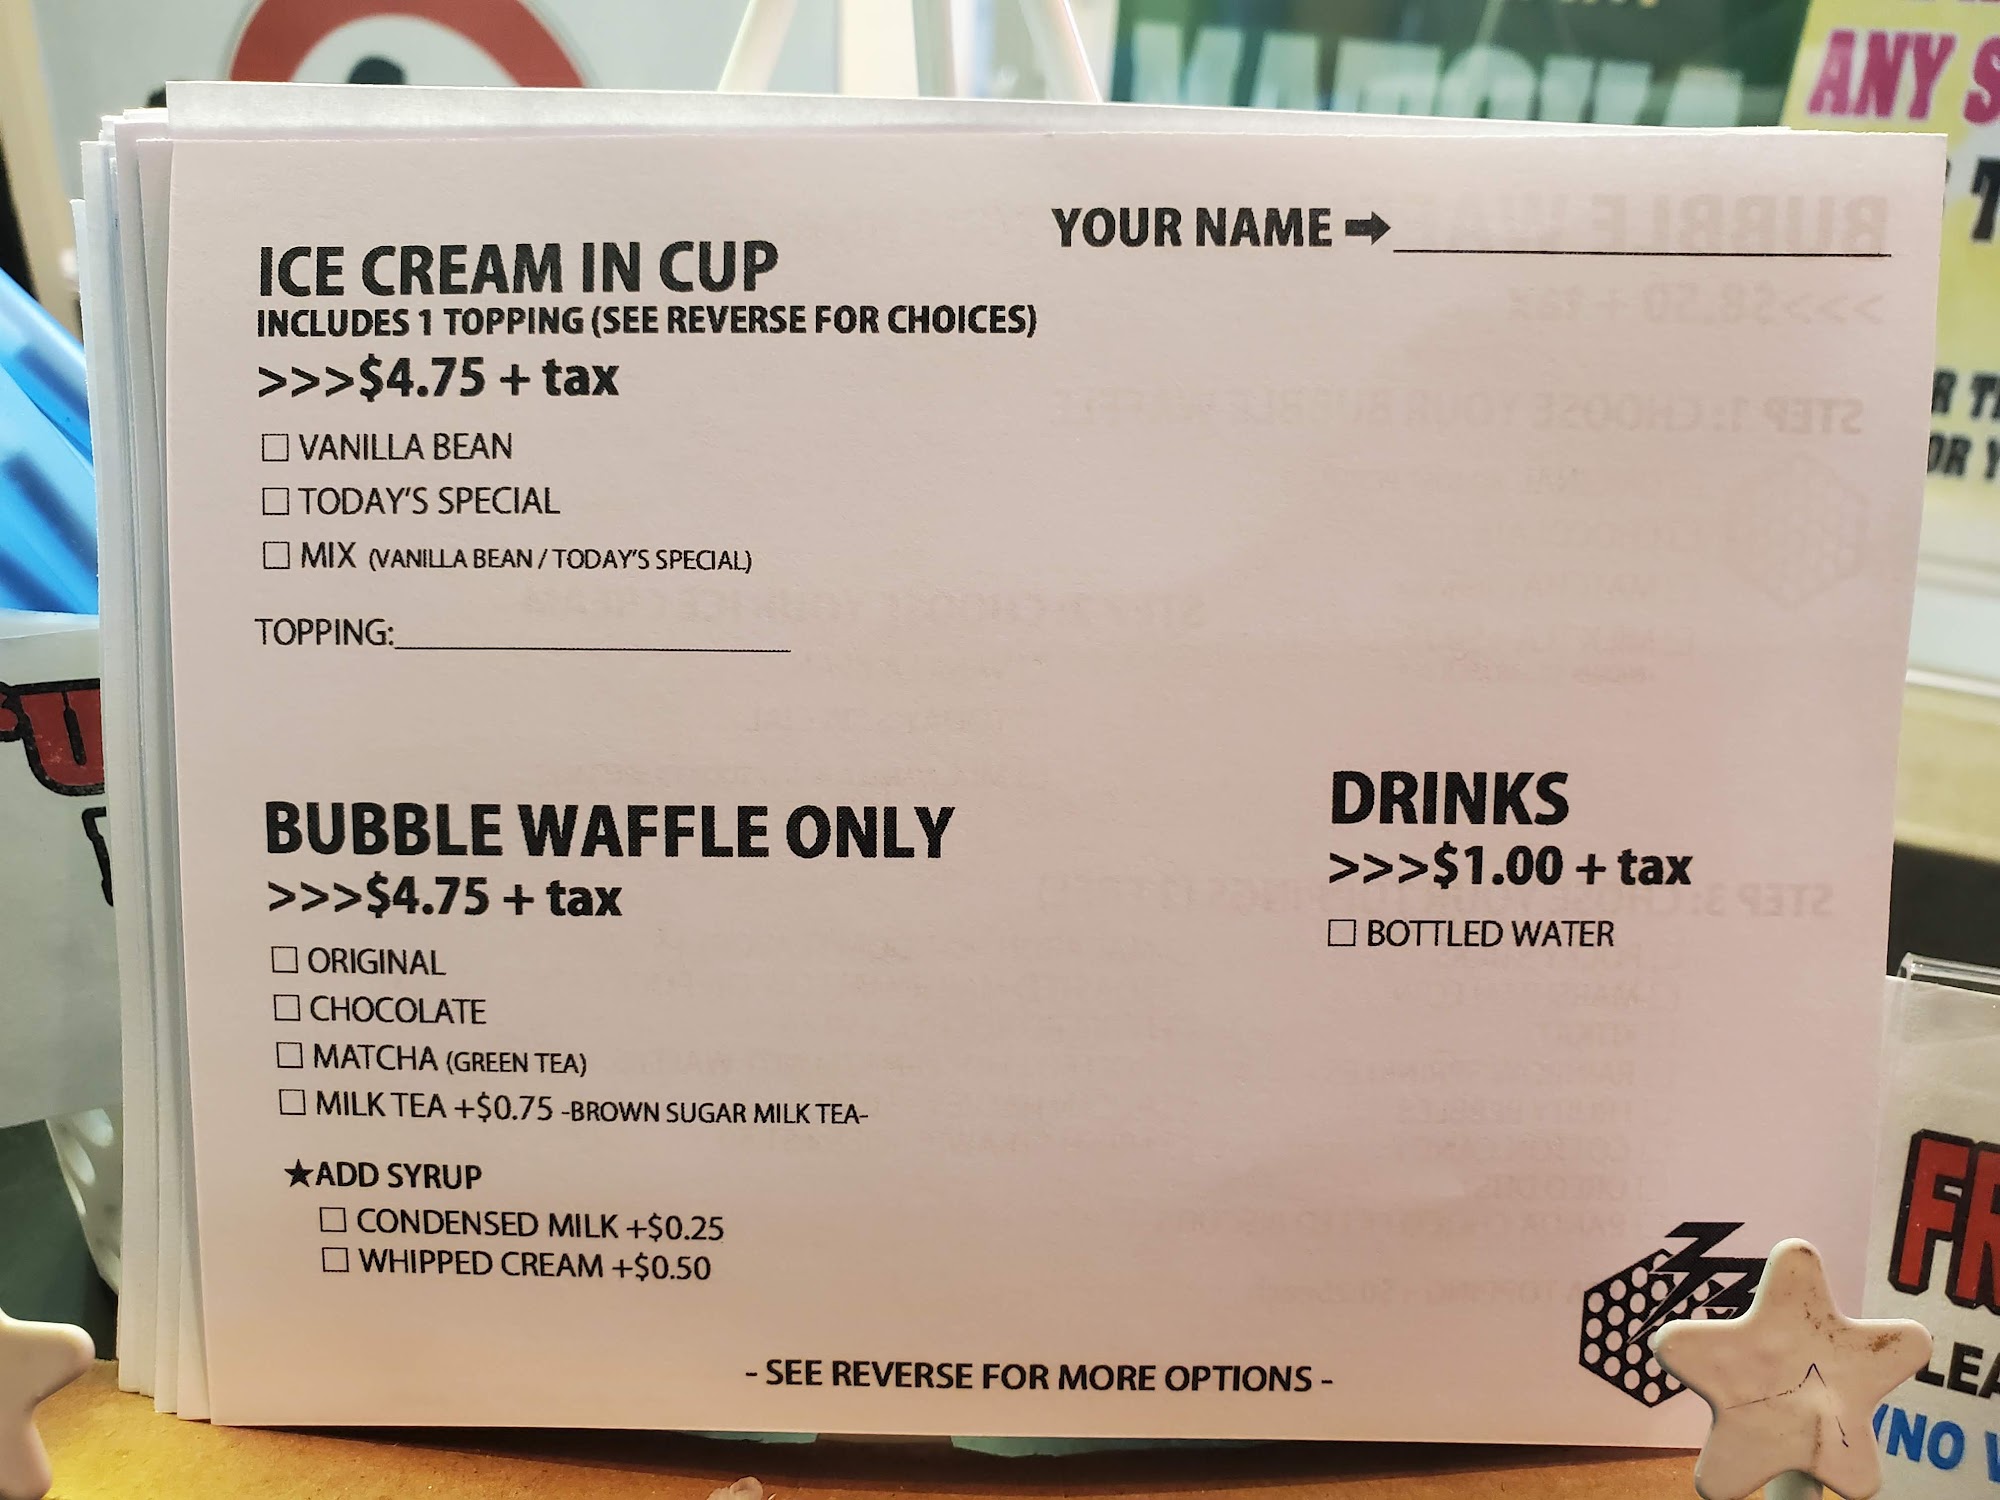 ANY
YOUR NAME ➡
ICE CREAM IN CUP
INCLUDES 1 TOPPING (SEE REVERSE FOR CHOICES)
>>>$4.75 + tax
☐ VANILLA BEAN
☐ TODAY'S SPECIAL
☐ MIX (VANILLA BEAN / TODAY'S SPECIAL)
TOPPING:
BUBBLE WAFFLE ONLY
>>>$4.75 + tax
☐ ORIGINAL
☐ CHOCOLATE
☐ MATCHA (GREEN TEA)
☐ MILK TEA +$0.75 -BROWN SUGAR MILK TEA-
★ADD SYRUP
☐ CONDENSED MILK +$0.25
☐ WHIPPED CREAM +$0.50
DRINKS
>>>$1.00 + tax
☐ BOTTLED WATER
- SEE REVERSE FOR MORE OPTIONS -
NO